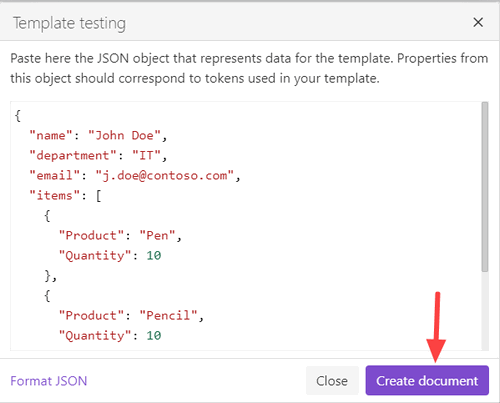 Template testing
Paste here the JSON object that represents data for the template. Properties from
this object should correspond to tokens used in your template.
{
"name": "John Doe",
"department": "IT",
"email": "j.doe@contoso.com",
"items": [
{
"Product": "Pen",
"Quantity": 10
},
{
"Product": "Pencil",
"Quantity": 10
Format JSON Close Create document